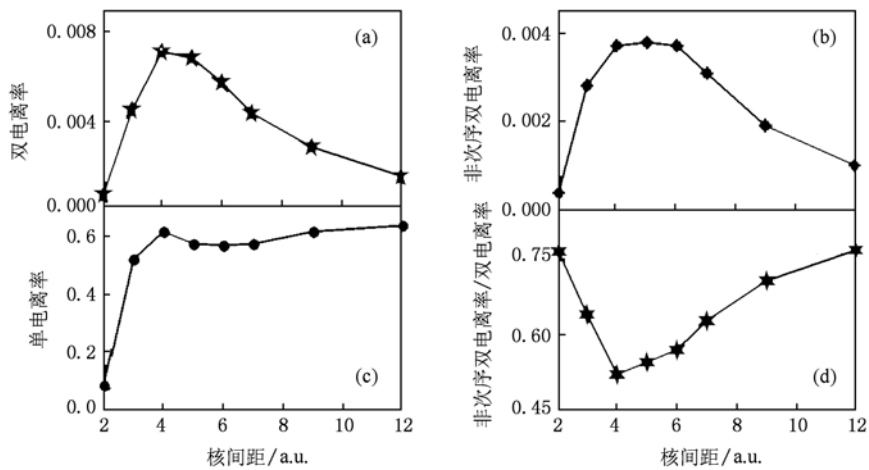 (a)
双电离率
0.008
0.004
0.000
(b)
非次序双电离率
0.004
0.002
0.000
(c)
单电离率
0.6
0.4
0.2
0.0
2 4 6 8 10 12
核间距/a.u.
(d)
非次序双电离率/双电离率
0.75
0.60
0.45
2 4 6 8 10 12
核间距/a.u.